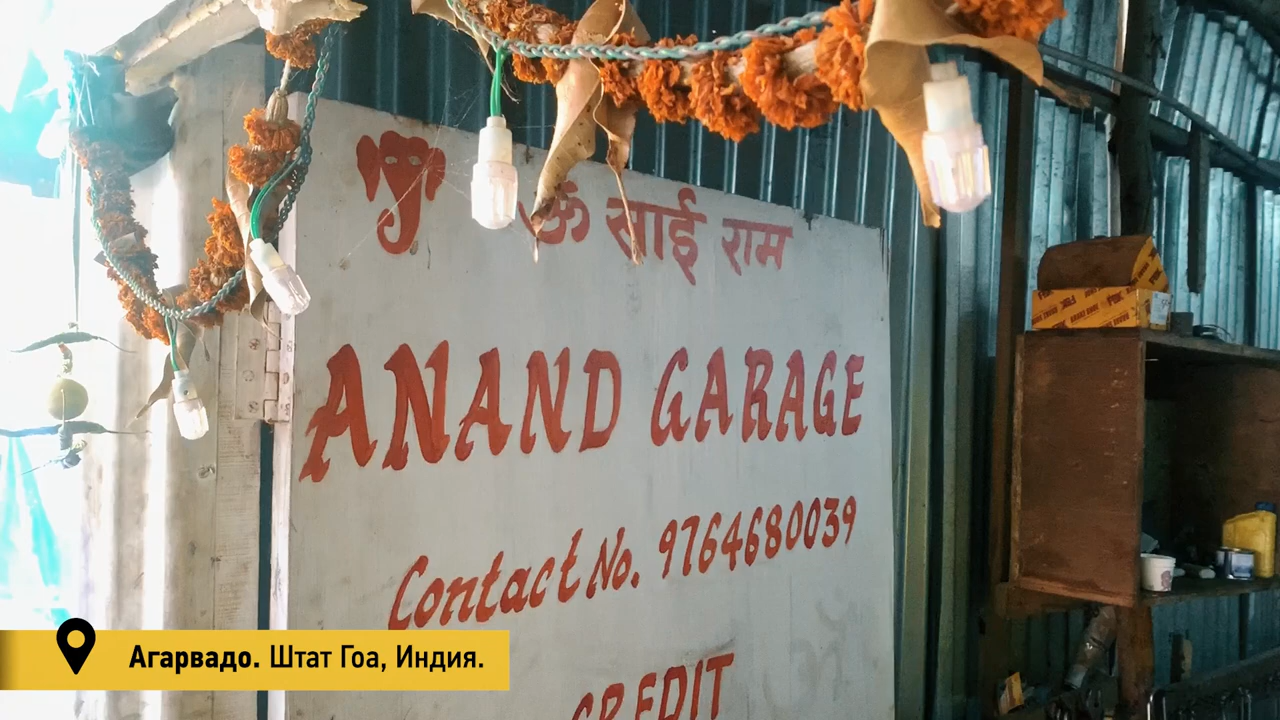 ॐ साई राम
ANAND GARAGE
Contact No. 9764680039
CREDIT
Агарвадо. Штат Гоа, Индия.